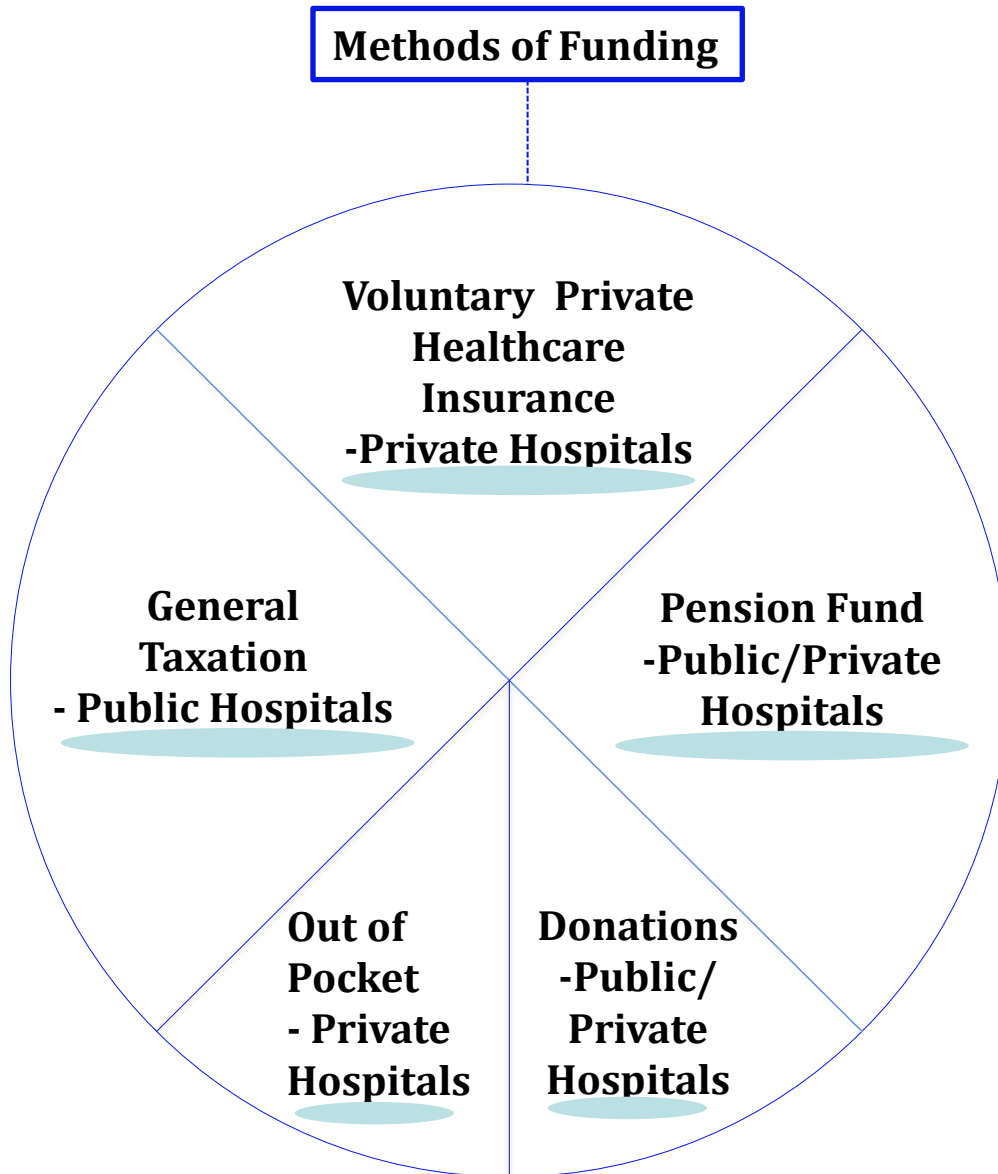 Methods of Funding
Voluntary  Private
Healthcare
Insurance
-Private Hospitals
General
Taxation
- Public Hospitals
Pension Fund
-Public/Private
Hospitals
Out of
Pocket
- Private
Hospitals
Donations
-Public/
Private
Hospitals